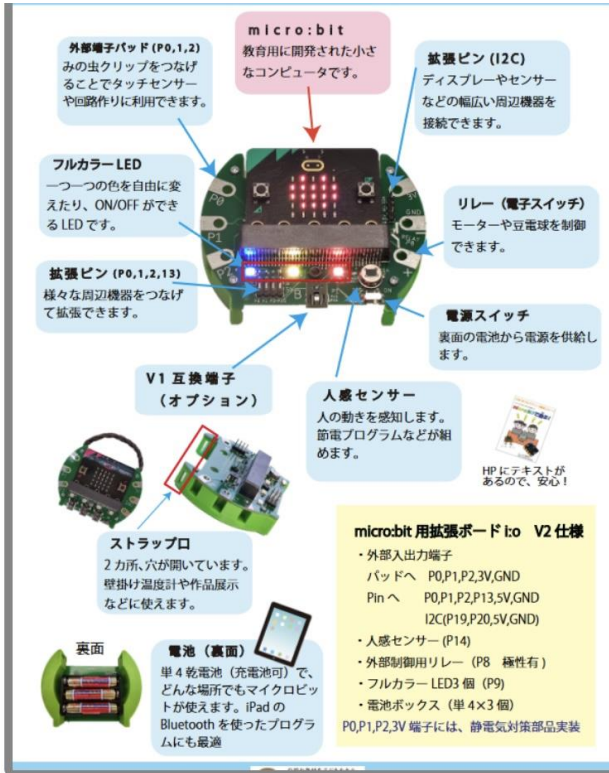 micro:bit
教育用に開発された小さ
なコンピュータです。
外部端子パッド(P0,1,2)
みの虫クリップをつなげ
ることでタッチセンサー
や回路作りに利用できます。
拡張ピン(I2C)
ディスプレーやセンサー
などの幅広い周辺機器を
接続できます。
フルカラー LED
一つ一つの色を自由に変
えたり、ON/OFF ができ
る LED です。
リレー(電子スイッチ)
モーターや豆電球を制御
できます。
拡張ピン(P0,1,2,13)
様々な周辺機器をつなげ
て拡張できます。
電源スイッチ
裏面の電池から電源を供給し
ます。
P0
P1
P2
3V
GND
B
V1 互換端子
(オプション)
人感センサー
人の動きを感知します。
節電プログラムなどが組
めます。
HP にテキストが
あるので、安心!
ストラップ口
2 カ所、穴が開いています。
壁掛け温度計や作品展示
などに使えます。
裏面
電池(裏面)
単 4 乾電池(充電池可)で、
どんな場所でもマイクロビッ
トが使えます。iPad の
Bluetooth を使ったプログラ
ムにも最適
micro:bit 用拡張ボード i:o V2 仕様
・外部入出力端子
パッドへ P0,P1,P2,3V,GND
Pin へ P0,P1,P2,P13,5V,GND
I2C(P19,P20,5V,GND)
・人感センサー (P14)
・外部制御用リレー(P8 極性有)
・フルカラー LED3 個(P9)
・電池ボックス(単 4×3 個)
P0,P1,P2,3V 端子には、静電気対策部品実装